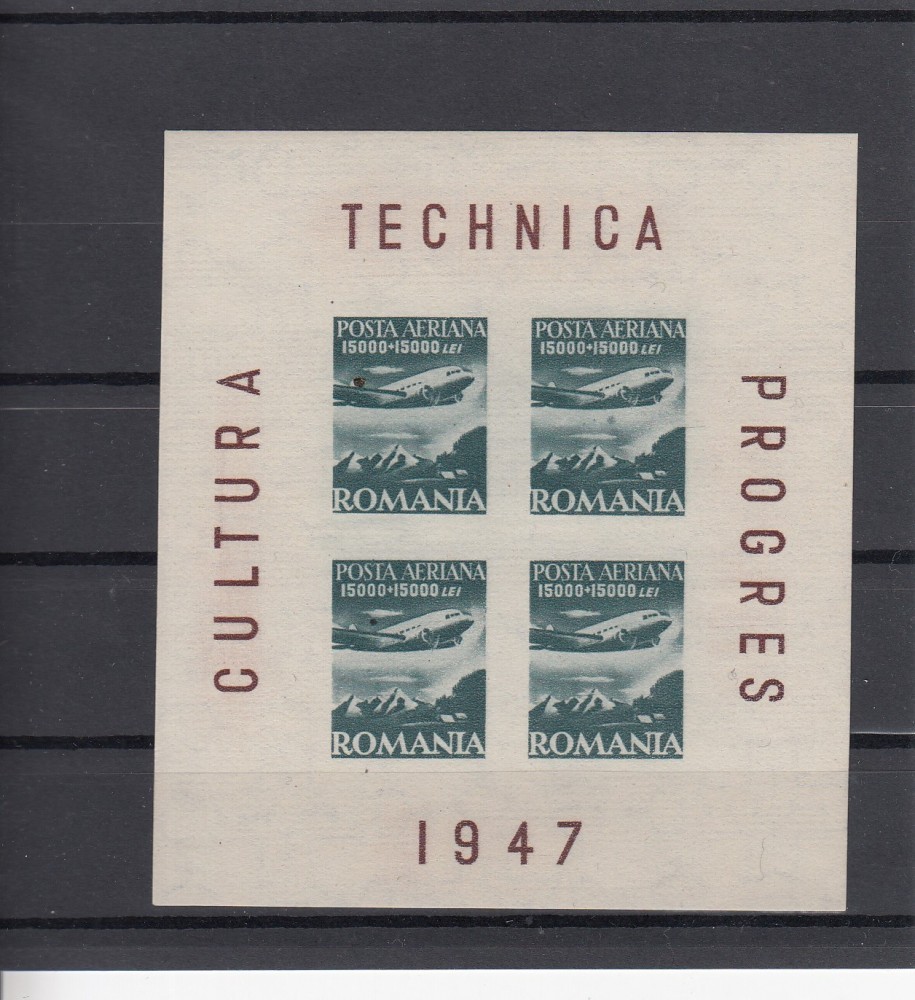 TECHNICA
CULTURA
POSTA AERIANA
15000+15000 LEI
ROMANIA
POSTA AERIANA
15000+15000 LEI
ROMANIA
PROGRES
POSTA AERIANA
15000+15000 LEI
ROMANIA
POSTA AERIANA
15000+15000 LEI
ROMANIA
1947